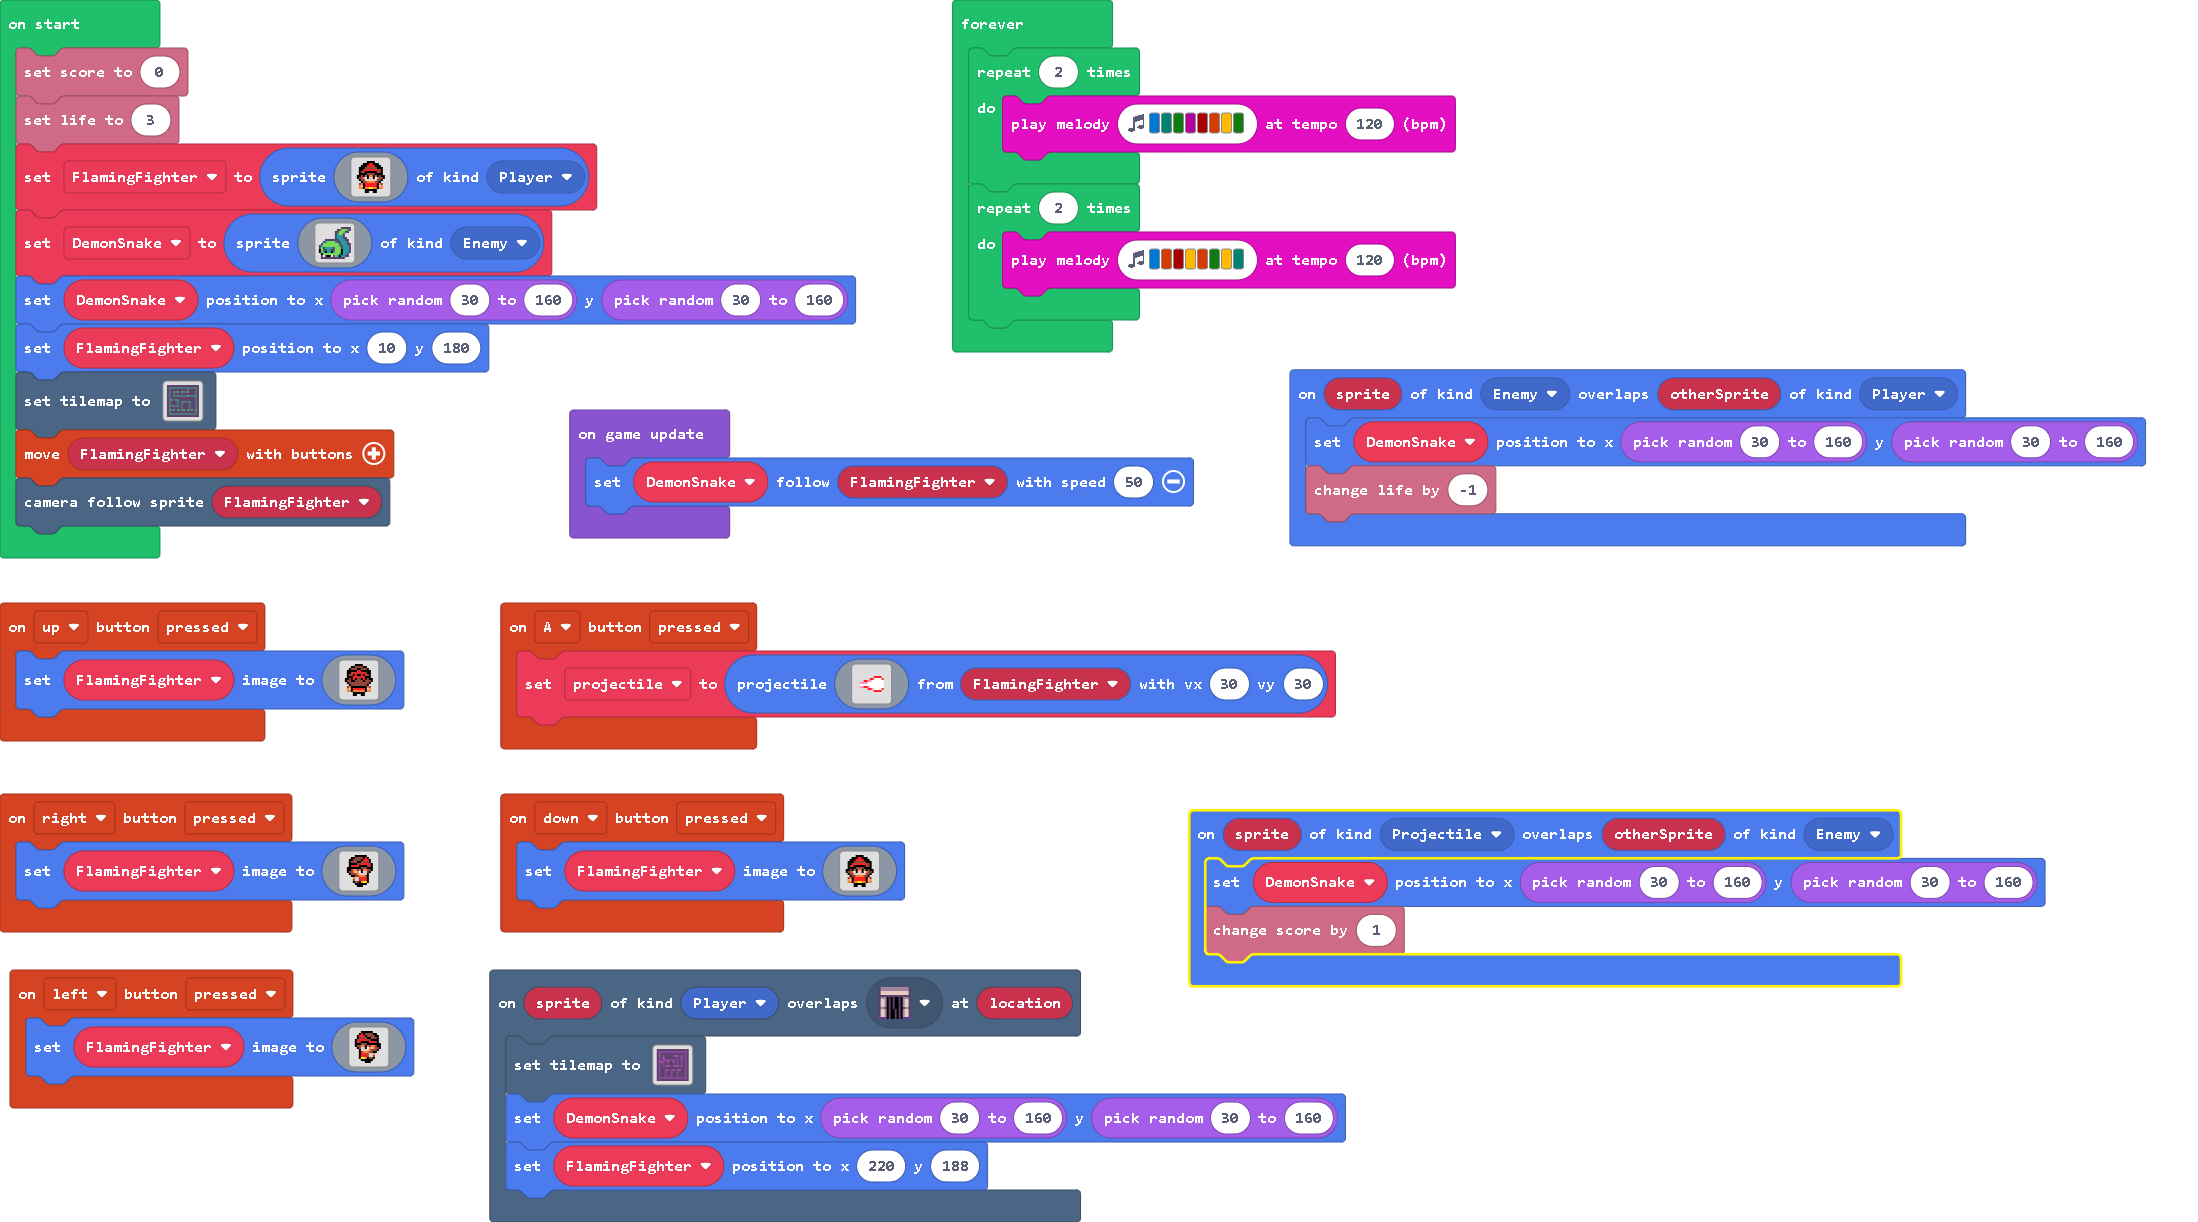 on start
set score to 0
set life to 3
set FlamingFighter to sprite of kind Player
set DemonSnake to sprite of kind Enemy
set DemonSnake position to x pick random 30 to 160 y pick random 30 to 160
set FlamingFighter position to x 10 y 180
set tilemap to
move FlamingFighter with buttons
camera follow sprite FlamingFighter
forever
repeat 2 times
do
play melody at tempo 120 (bpm)
repeat 2 times
do
play melody at tempo 120 (bpm)
on game update
set DemonSnake follow FlamingFighter with speed 50
on sprite of kind Enemy overlaps otherSprite of kind Player
set DemonSnake position to x pick random 30 to 160 y pick random 30 to 160
change life by -1
on up button pressed
set FlamingFighter image to
on A button pressed
set projectile to projectile from FlamingFighter with vx 30 vy 30
on right button pressed
set FlamingFighter image to
on down button pressed
set FlamingFighter image to
on sprite of kind Projectile overlaps otherSprite of kind Enemy
set DemonSnake position to x pick random 30 to 160 y pick random 30 to 160
change score by 1
on left button pressed
set FlamingFighter image to
on sprite of kind Player overlaps at location
set tilemap to
set DemonSnake position to x pick random 30 to 160 y pick random 30 to 160
set FlamingFighter position to x 220 y 188